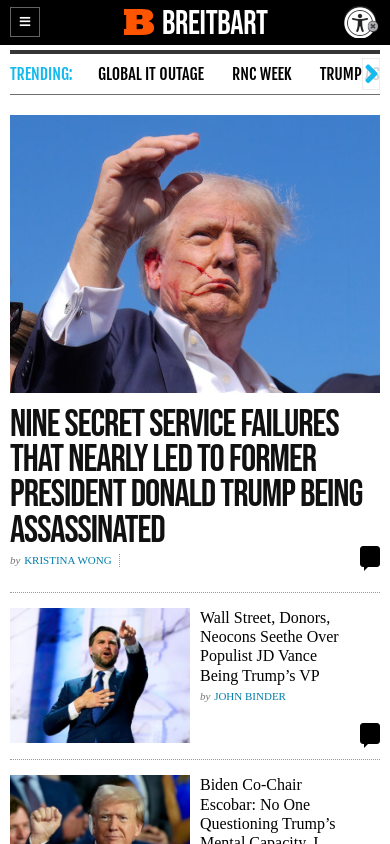 BREITBART
TRENDING:
GLOBAL IT OUTAGE
RNC WEEK
TRUMP
NINE SECRET SERVICE FAILURES
THAT NEARLY LED TO FORMER
PRESIDENT DONALD TRUMP BEING
ASSASSINATED
by KRISTINA WONG
Wall Street, Donors,
Neocons Seethe Over
Populist JD Vance
Being Trump’s VP
by JOHN BINDER
Biden Co-Chair
Escobar: No One
Questioning Trump’s
Mental Capacity, I